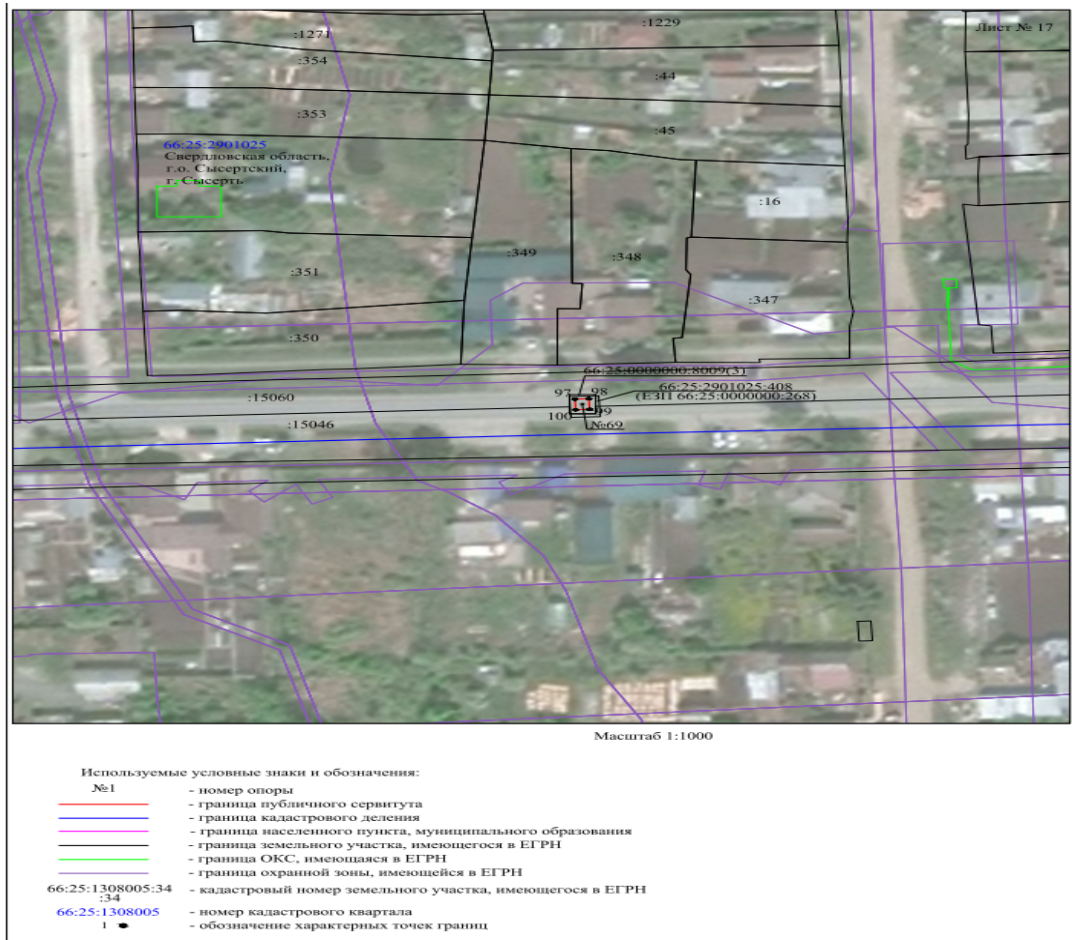 Лист № 17
:1271
:1229
:354
:44
:353
:45
66:25:2901025
Свердловская область,
г.о. Сысертский,
г. Сысерть
:16
:349
:348
:351
:347
:350
66:25:0000000:8009(3)
66:25:2901025:408
(ЕЗП 66:25:0000000:268)
97
98
:15060
100
99
:15046
№69
Масштаб 1:1000
Используемые условные знаки и обозначения:
№1 - номер опоры
- граница публичного сервитута
- граница кадастрового деления
- граница населенного пункта, муниципального образования
- граница земельного участка, имеющегося в ЕГРН
- граница ОКС, имеющаяся в ЕГРН
- граница охранной зоны, имеющейся в ЕГРН
66:25:1308005:34 - кадастровый номер земельного участка, имеющегося в ЕГРН
:34
66:25:1308005 - номер кадастрового квартала
1 - обозначение характерных точек границ